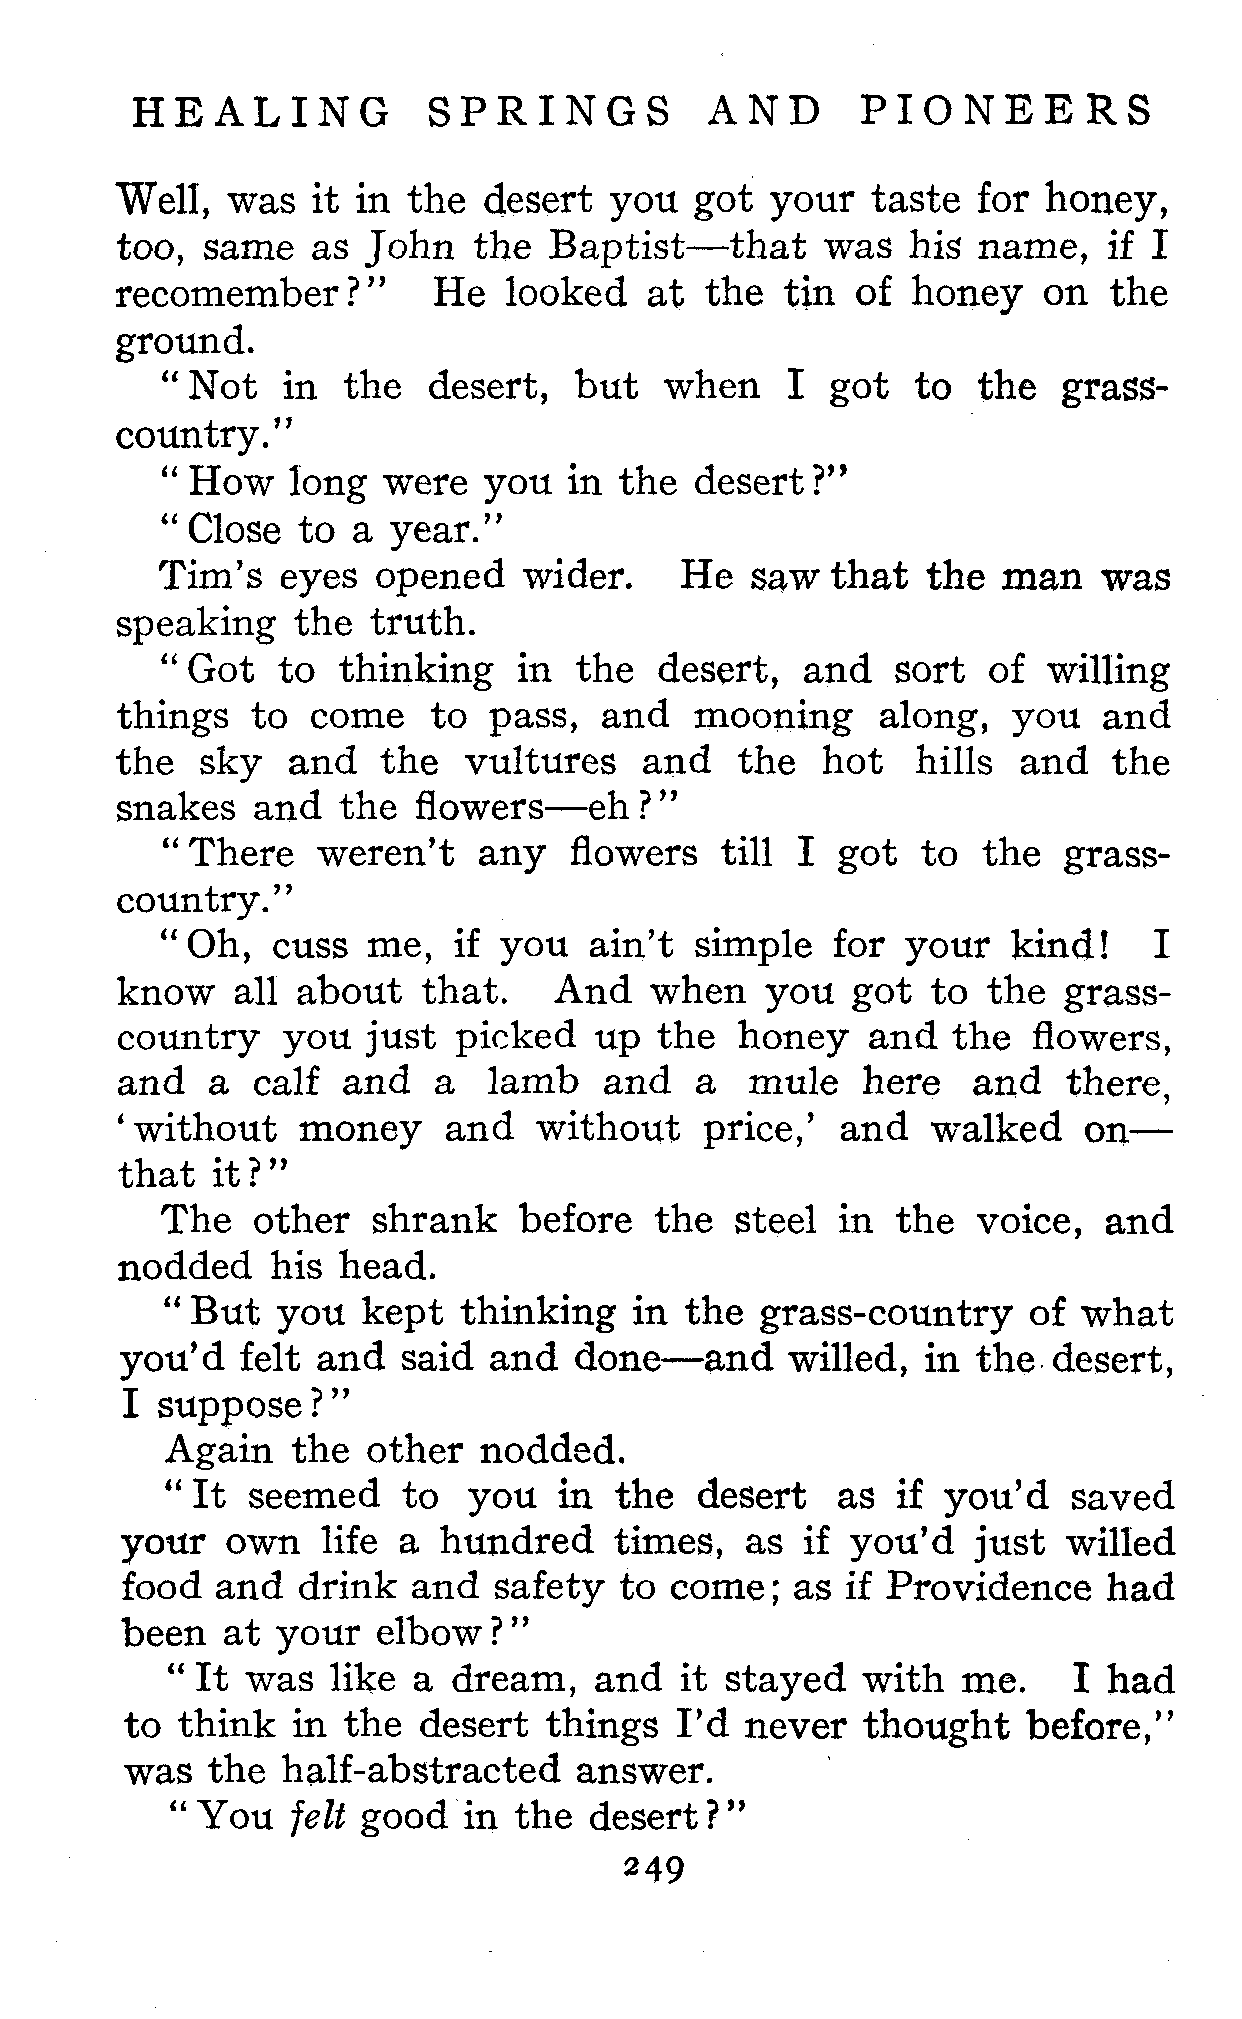 HEALING SPRINGS AND PIONEERS
Well, was it in the desert you got your taste for honey,
too, same as John the Baptist—that was his name, if I
recomember?" He looked at the tin of honey on the
ground.
"Not in the desert, but when I got to the grass-
country."
"How long were you in the desert?"
"Close to a year."
Tim's eyes opened wider. He saw that the man was
speaking the truth.
"Got to thinking in the desert, and sort of willing
things to come to pass, and mooning along, you and
the sky and the vultures and the hot hills and the
snakes and the flowers—eh?"
"There weren't any flowers till I got to the grass-
country."
"Oh, cuss me, if you ain't simple for your kind! I
know all about that. And when you got to the grass-
country you just picked up the honey and the flowers,
and a calf and a lamb and a mule here and there,
'without money and without price,' and walked on—
that it?"
The other shrank before the steel in the voice, and
nodded his head.
"But you kept thinking in the grass-country of what
you'd felt and said and done—and willed, in the desert,
I suppose?"
Again the other nodded.
"It seemed to you in the desert as if you'd saved
your own life a hundred times, as if you'd just willed
food and drink and safety to come; as if Providence had
been at your elbow?"
"It was like a dream, and it stayed with me. I had
to think in the desert things I'd never thought before,"
was the half-abstracted answer.
"You felt good in the desert?"
249